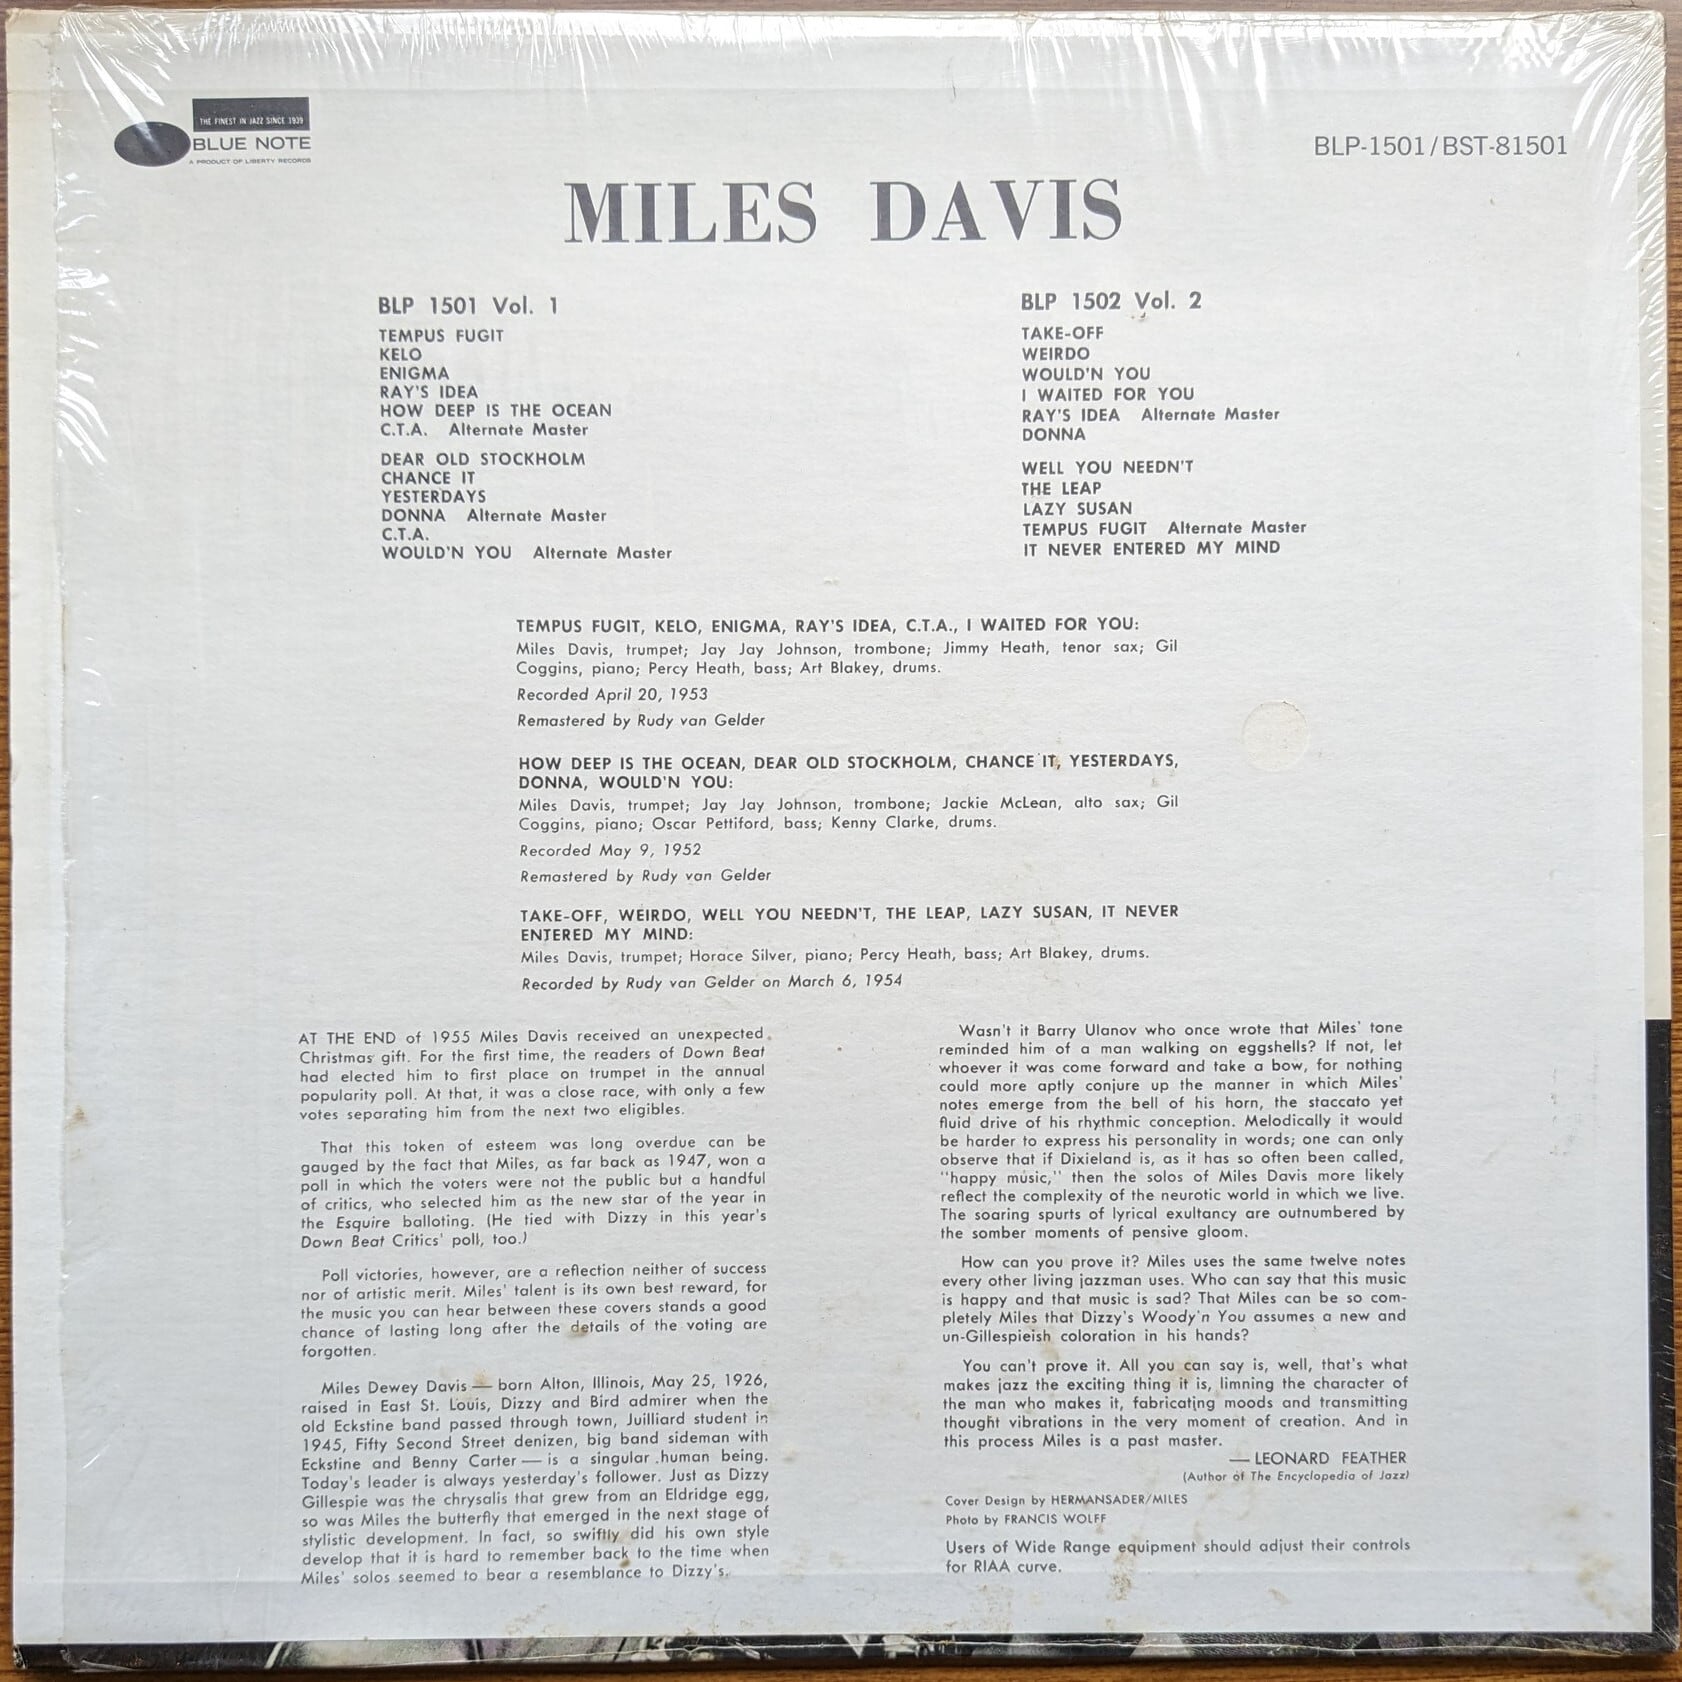 THE FINEST IN JAZZ SINCE 1939
BLUE NOTE
A PRODUCT OF LIBERTY RECORDS
BLP-1501/BST-81501
MILES DAVIS
BLP 1501 Vol. 1
TEMPUS FUGIT
KELO
ENIGMA
RAY'S IDEA
HOW DEEP IS THE OCEAN
C.T.A. Alternate Master
DEAR OLD STOCKHOLM
CHANCE IT
YESTERDAYS
DONNA Alternate Master
C.T.A.
WOULD'N YOU Alternate Master
BLP 1502 Vol. 2
TAKE-OFF
WEIRDO
WOULD'N YOU
I WAITED FOR YOU
RAY'S IDEA Alternate Master
DONNA
WELL YOU NEEDN'T
THE LEAP
LAZY SUSAN
TEMPUS FUGIT Alternate Master
IT NEVER ENTERED MY MIND
TEMPUS FUGIT, KELO, ENIGMA, RAY'S IDEA, C.T.A., I WAITED FOR YOU:
Miles Davis, trumpet; Jay Jay Johnson, trombone; Jimmy Heath, tenor sax; Gil
Coggins, piano; Percy Heath, bass; Art Blakey, drums.
Recorded April 20, 1953
Remastered by Rudy van Gelder
HOW DEEP IS THE OCEAN, DEAR OLD STOCKHOLM, CHANCE IT, YESTERDAYS,
DONNA, WOULD'N YOU:
Miles Davis, trumpet; Jay Jay Johnson, trombone; Jackie McLean, alto sax; Gil
Coggins, piano; Oscar Pettiford, bass; Kenny Clarke, drums.
Recorded May 9, 1952
Remastered by Rudy van Gelder
TAKE-OFF, WEIRDO, WELL YOU NEEDN'T, THE LEAP, LAZY SUSAN, IT NEVER
ENTERED MY MIND:
Miles Davis, trumpet; Horace Silver, piano; Percy Heath, bass; Art Blakey, drums.
Recorded by Rudy van Gelder on March 6, 1954
AT THE END of 1955 Miles Davis received an unexpected
Christmas gift. For the first time, the readers of Down Beat
had elected him to first place on trumpet in the annual
popularity poll. At that, it was a close race, with only a few
votes separating him from the next two eligibles.
That this token of esteem was long overdue can be
gauged by the fact that Miles, as far back as 1947, won a
poll in which the voters were not the public but a handful
of critics, who selected him as the new star of the year in
the Esquire balloting. (He tied with Dizzy in this year's
Down Beat Critics' poll, too.)
Poll victories, however, are a reflection neither of success
nor of artistic merit. Miles' talent is its own best reward, for
the music you can hear between these covers stands a good
chance of lasting long after the details of the voting are
forgotten.
Miles Dewey Davis — born Alton, Illinois, May 25, 1926,
raised in East St. Louis, Dizzy and Bird admirer when the
old Eckstine band passed through town, Juilliard student in
1945, Fifty Second Street denizen, big band sideman with
Eckstine and Benny Carter — is a singular human being.
Today's leader is always yesterday's follower. Just as Dizzy
Gillespie was the chrysalis that grew from an Eldridge egg,
so was Miles the butterfly that emerged in the next stage of
stylistic development. In fact, so swiftly did his own style
develop that it is hard to remember back to the time when
Miles' solos seemed to bear a resemblance to Dizzy's.
Wasn't it Barry Ulanov who once wrote that Miles' tone
reminded him of a man walking on eggshells? If not, let
whoever it was come forward and take a bow, for nothing
could more aptly conjure up the manner in which Miles'
notes emerge from the bell of his horn, the staccato yet
fluid drive of his rhythmic conception. Melodically it would
be harder to express his personality in words; one can only
observe that if Dixieland is, as it has so often been called,
"happy music," then the solos of Miles Davis more likely
reflect the complexity of the neurotic world in which we live.
The soaring spurts of lyrical exultancy are outnumbered by
the somber moments of pensive gloom.
How can you prove it? Miles uses the same twelve notes
every other living jazzman uses. Who can say that this music
is happy and that music is sad? That Miles can be so com-
pletely Miles that Dizzy's Woody'n You assumes a new and
un-Gillespieish coloration in his hands?
You can't prove it. All you can say is, well, that's what
makes jazz the exciting thing it is, limning the character of
the man who makes it, fabricating moods and transmitting
thought vibrations in the very moment of creation. And in
this process Miles is a past master.
— LEONARD FEATHER
(Author of The Encyclopedia of Jazz)
Cover Design by HERMANSADER/MILES
Photo by FRANCIS WOLFF
Users of Wide Range equipment should adjust their controls
for RIAA curve.